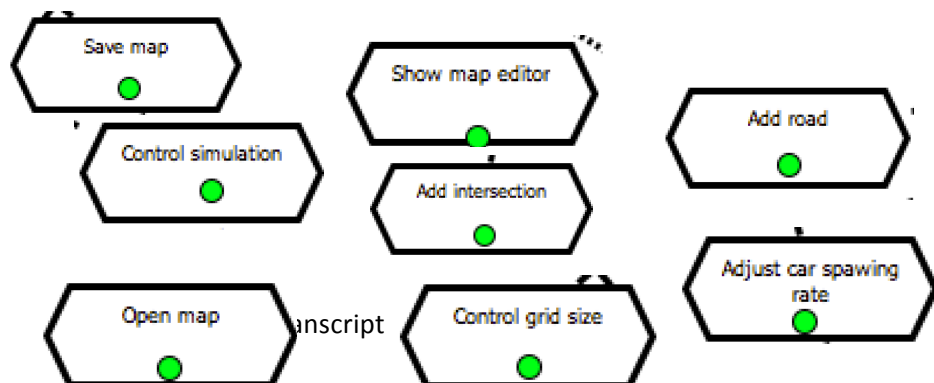 Save map
Show map editor
Add road
Control simulation
Add intersection
Adjust car spawing
rate
Open map
anscript
Control grid size